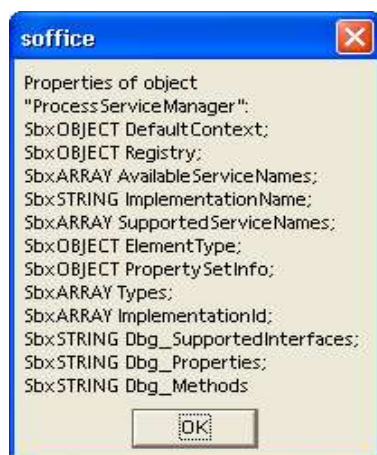 soffice
Properties of object
"ProcessServiceManager":
SbxOBJECT DefaultContext;
SbxOBJECT Registry;
SbxARRAY AvailableServiceNames;
SbxSTRING ImplementationName;
SbxARRAY SupportedServiceNames;
SbxOBJECT ElementType;
SbxOBJECT PropertySetInfo;
SbxARRAY Types;
SbxARRAY ImplementationId;
SbxSTRING Dbg_SupportedInterfaces;
SbxSTRING Dbg_Properties;
SbxSTRING Dbg_Methods
OK